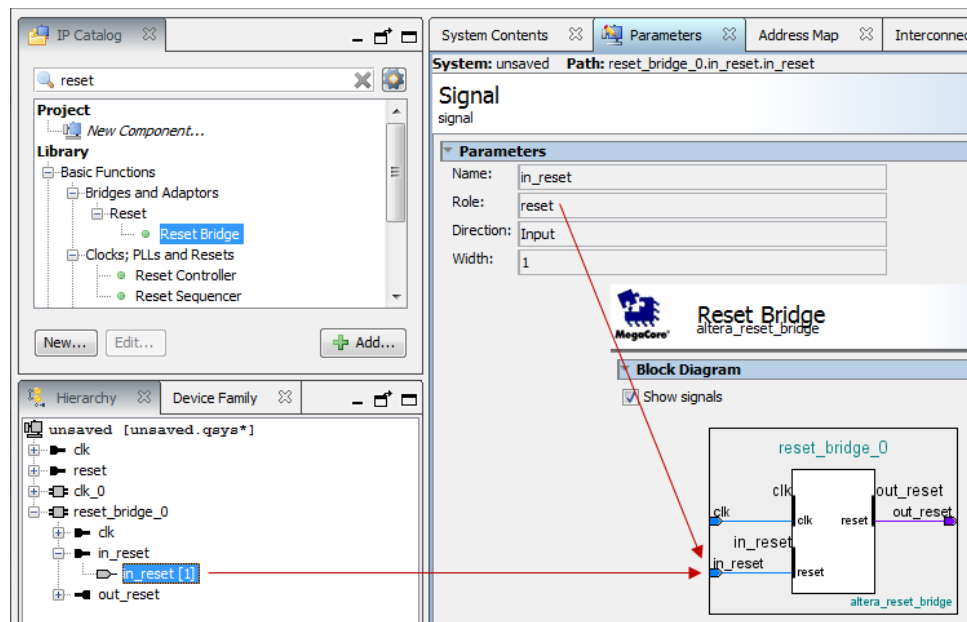 IP Catalog
reset
Project
New Component...
Library
Basic Functions
Bridges and Adaptors
Reset
Reset Bridge
Clocks; PLLs and Resets
Reset Controller
Reset Sequencer
New...
Edit...
Add...
Hierarchy
Device Family
unsaved [unsaved.qsys*]
clk
reset
clk_0
reset_bridge_0
clk
in_reset
in_reset [1]
out_reset
System Contents
Parameters
Address Map
Interconnec
System: unsaved Path: reset_bridge_0.in_reset.in_reset
Signal
signal
Parameters
Name: in_reset
Role: reset
Direction: Input
Width: 1
MegaCore'
Reset Bridge
altera_reset_bridge
Block Diagram
Show signals
reset_bridge_0
clk out_reset
clk out_reset
clk reset
in_reset
in_reset
reset
altera_reset_bridge